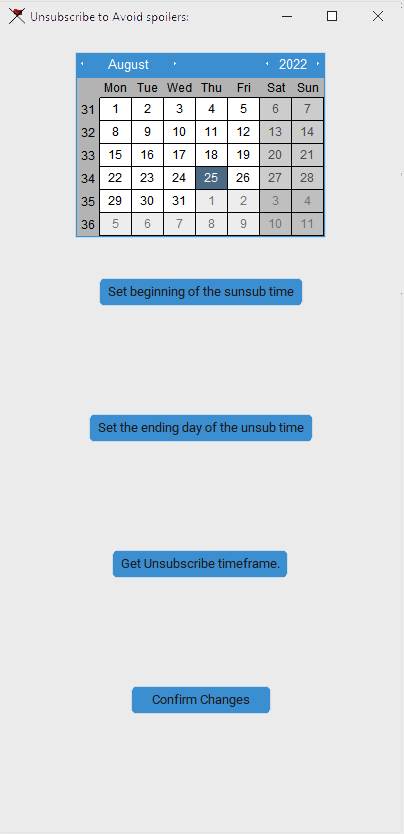 Unsubscribe to Avoid spoilers:
August 2022
Mon Tue Wed Thu Fri Sat Sun
31 1 2 3 4 5 6 7
32 8 9 10 11 12 13 14
33 15 16 17 18 19 20 21
34 22 23 24 25 26 27 28
35 29 30 31 1 2 3 4
36 5 6 7 8 9 10 11
Set beginning of the sunsub time
Set the ending day of the unsub time
Get Unsubscribe timeframe.
Confirm Changes